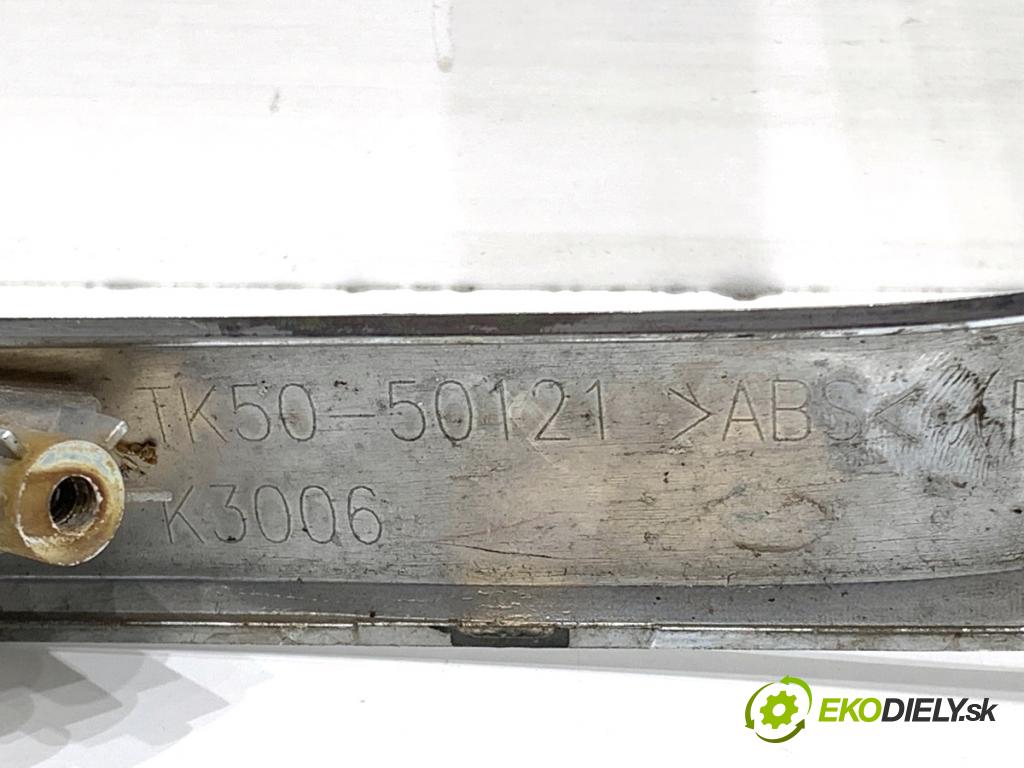 TK50-50121 >ABS<
K3006
EKODIELY.sk